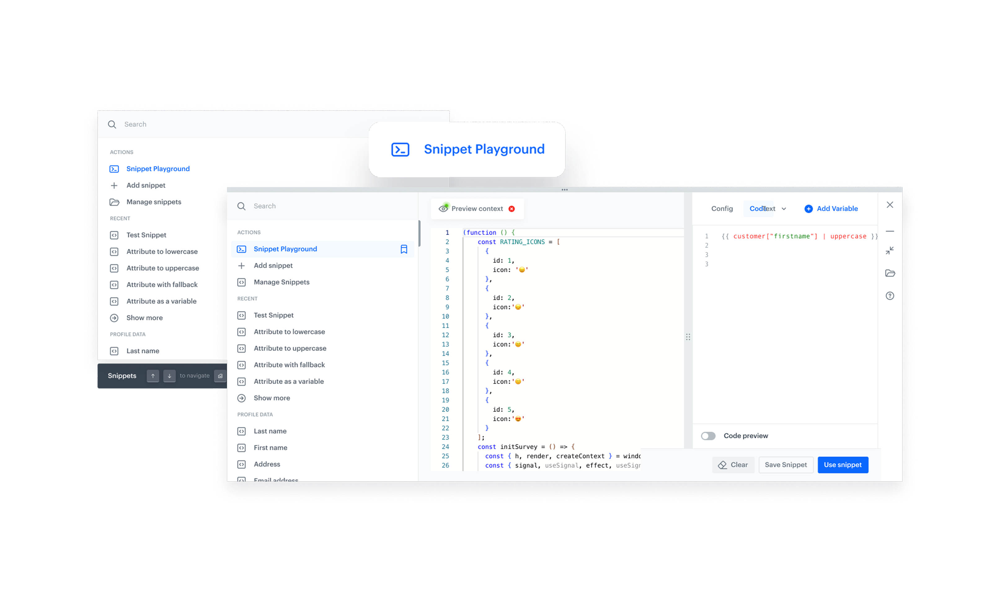 Search
ACTIONS
Snippet Playground
Add snippet
Manage snippets
RECENT
Test Snippet
Attribute to lowercase
Attribute to uppercase
Attribute with fallback
Attribute as a variable
Show more
PROFILE DATA
Last name
Snippets ↑ ↓ to navigate
Snippet Playground
Search
ACTIONS
Snippet Playground
Add snippet
Manage Snippets
RECENT
Test Snippet
Attribute to lowercase
Attribute to uppercase
Attribute with fallback
Attribute as a variable
Show more
PROFILE DATA
Last name
First name
Address
Email address
Preview context
1 (function () {
2 const RATING_ICONS = [
3 {
4 id: 1,
5 icon: '😖'
6 },
7 {
8 id: 2,
9 icon:'😞'
10 },
11 {
12 id: 3,
13 icon:'😐'
14 },
15 {
16 id: 4,
17 icon:'🙂'
18 },
19 {
20 id: 5,
21 icon:'😍'
22 }
23 ];
24 const initSurvey = () => {
25 const { h, render, createContext } = windo
26 const { signal, useSignal, effect, useSigr
Config Code Text Add Variable
1 {{ customer["firstname"] | uppercase }}
2
3
3
Code preview
Clear Save Snippet Use snippet